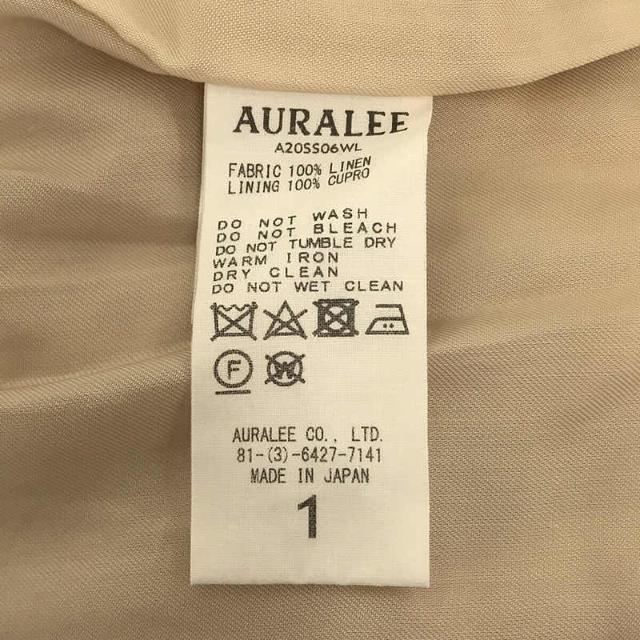 AURALEE
A20SS06WL
FABRIC 100% LINEN
LINING 100% CUPRO
DO NOT WASH
DO NOT BLEACH
DO NOT TUMBLE DRY
WARM IRON
DRY CLEAN
DO NOT WET CLEAN
F W
AURALEE CO., LTD.
81-(3)-6427-7141
MADE IN JAPAN
1